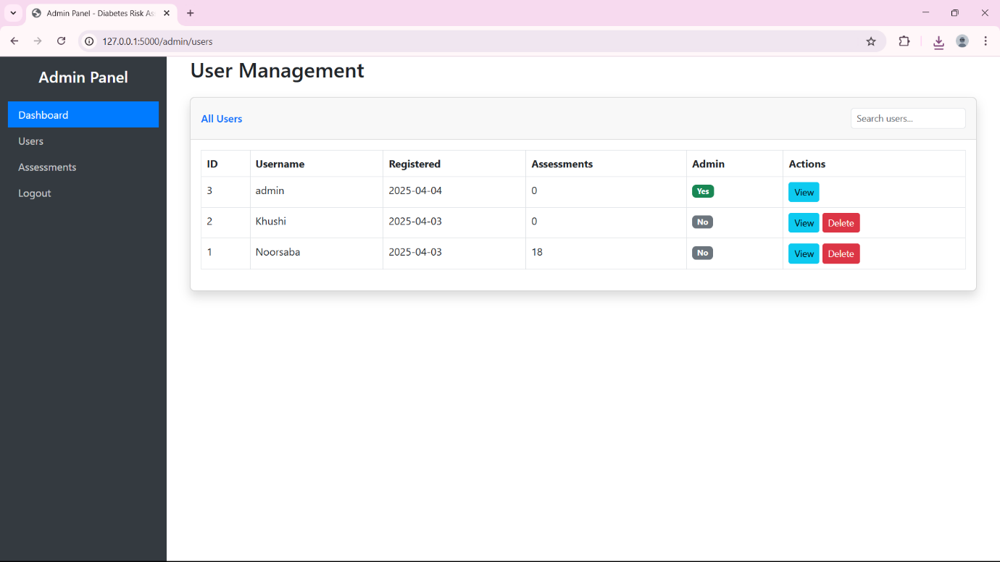 Admin Panel - Diabetes Risk As
127.0.0.1:5000/admin/users
Admin Panel
Dashboard
Users
Assessments
Logout
User Management
All Users
Search users...
ID Username Registered Assessments Admin Actions
3 admin 2025-04-04 0 Yes View
2 Khushi 2025-04-03 0 No View Delete
1 Noorsaba 2025-04-03 18 No View Delete